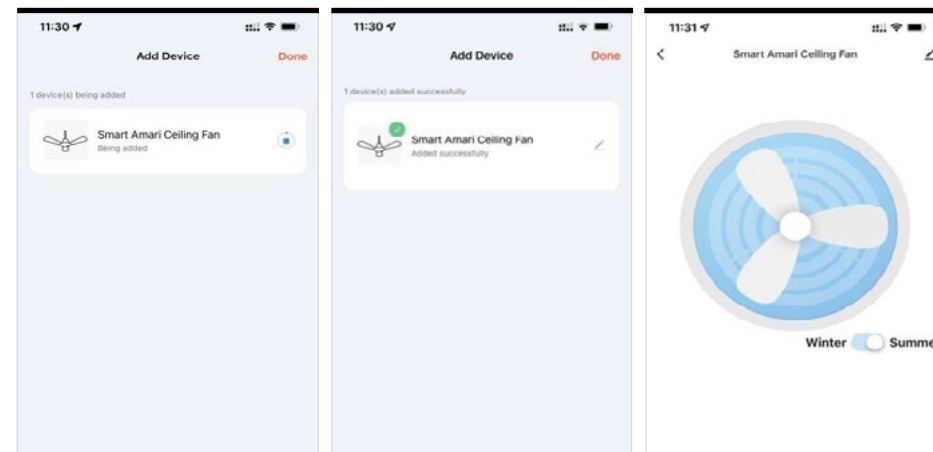 11:30
Add Device
Done
1 device(s) being added
Smart Amari Ceiling Fan
Being added
11:30
Add Device
Done
1 device(s) added successfully
Smart Amari Ceiling Fan
Added successfully
11:31
Smart Amari Ceiling Fan
Winter
Summe